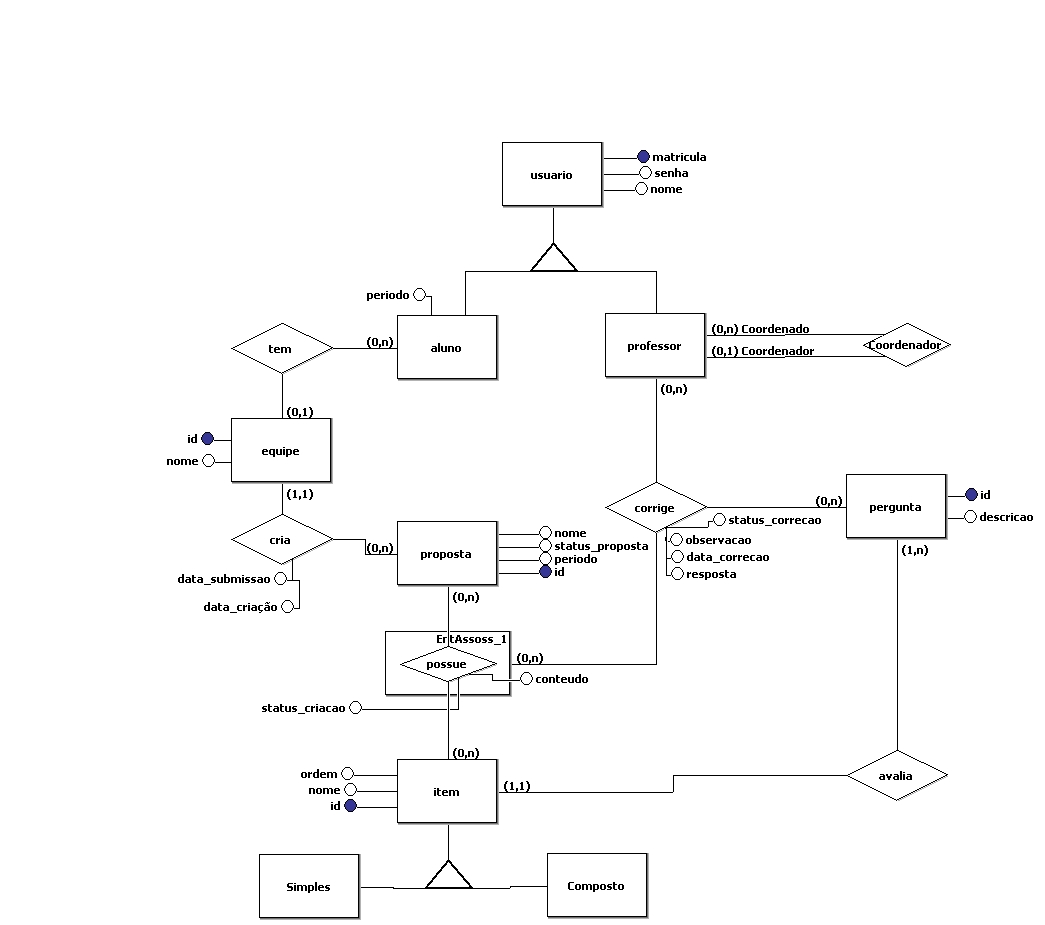 usuario
matricula
senha
nome
periodo
aluno
(0,n)
tem
professor
(0,n) Coordenado
(0,1) Coordenador
Coordenador
(0,n)
(0,1)
id
nome
equipe
(1,1)
cria
(0,n)
data_submissao
data_criação
proposta
nome
status_proposta
periodo
id
(0,n)
corrige
(0,n)
status_correcao
observacao
data_correcao
resposta
pergunta
id
descricao
(1,n)
EntAssoss_1
possue
(0,n)
conteudo
status_criacao
(0,n)
ordem
nome
id
item
(1,1)
avalia
Simples
Composto